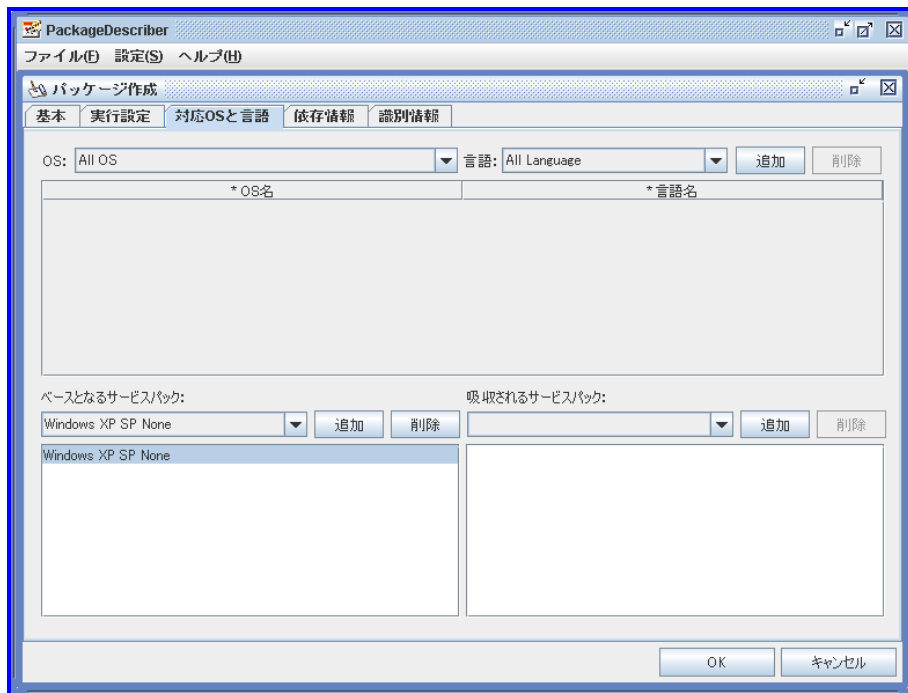 PackageDescriber
ファイル(F) 設定(S) ヘルプ(H)
パッケージ作成
基本 実行設定 対応OSと言語 依存情報 識別情報
OS: All OS 言語: All Language 追加 削除
* OS名 * 言語名
ベースとなるサービスパック: 吸収されるサービスパック:
Windows XP SP None 追加 削除 追加 削除
Windows XP SP None
OK キャンセル